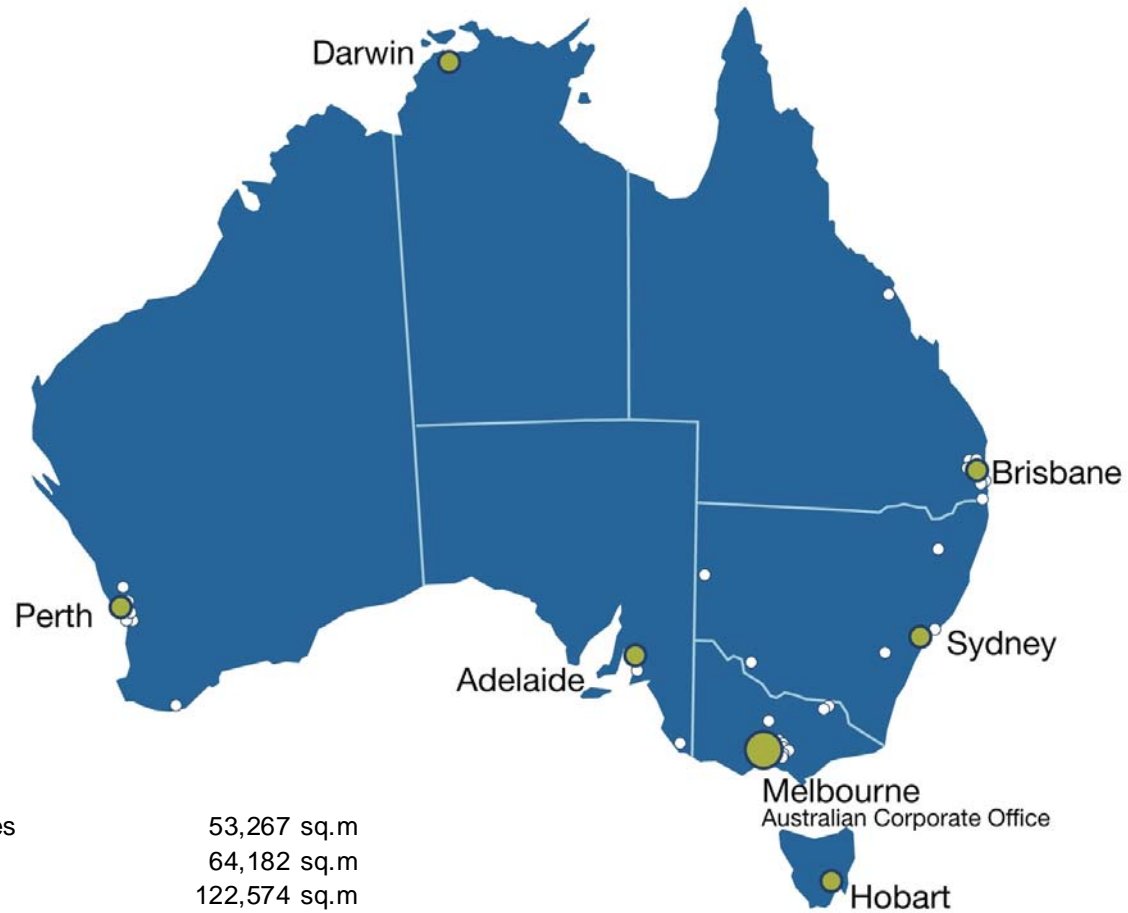 Darwin
Brisbane
Perth
Sydney
Adelaide
Melbourne
Australian Corporate Office
es 53,267 sq.m
64,182 sq.m
122,574 sq.m
Hobart